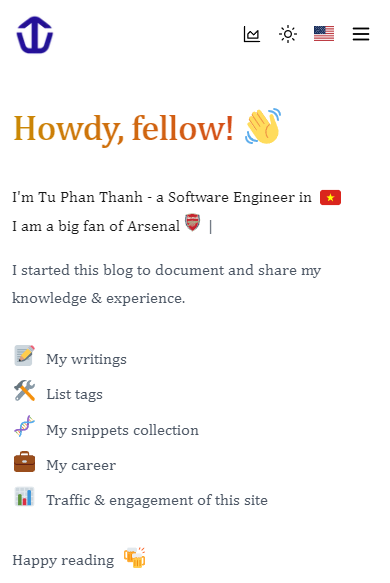 Howdy, fellow!
I'm Tu Phan Thanh - a Software Engineer in
I am a big fan of Arsenal |
I started this blog to document and share my
knowledge & experience.
My writings
List tags
My snippets collection
My career
Traffic & engagement of this site
Happy reading